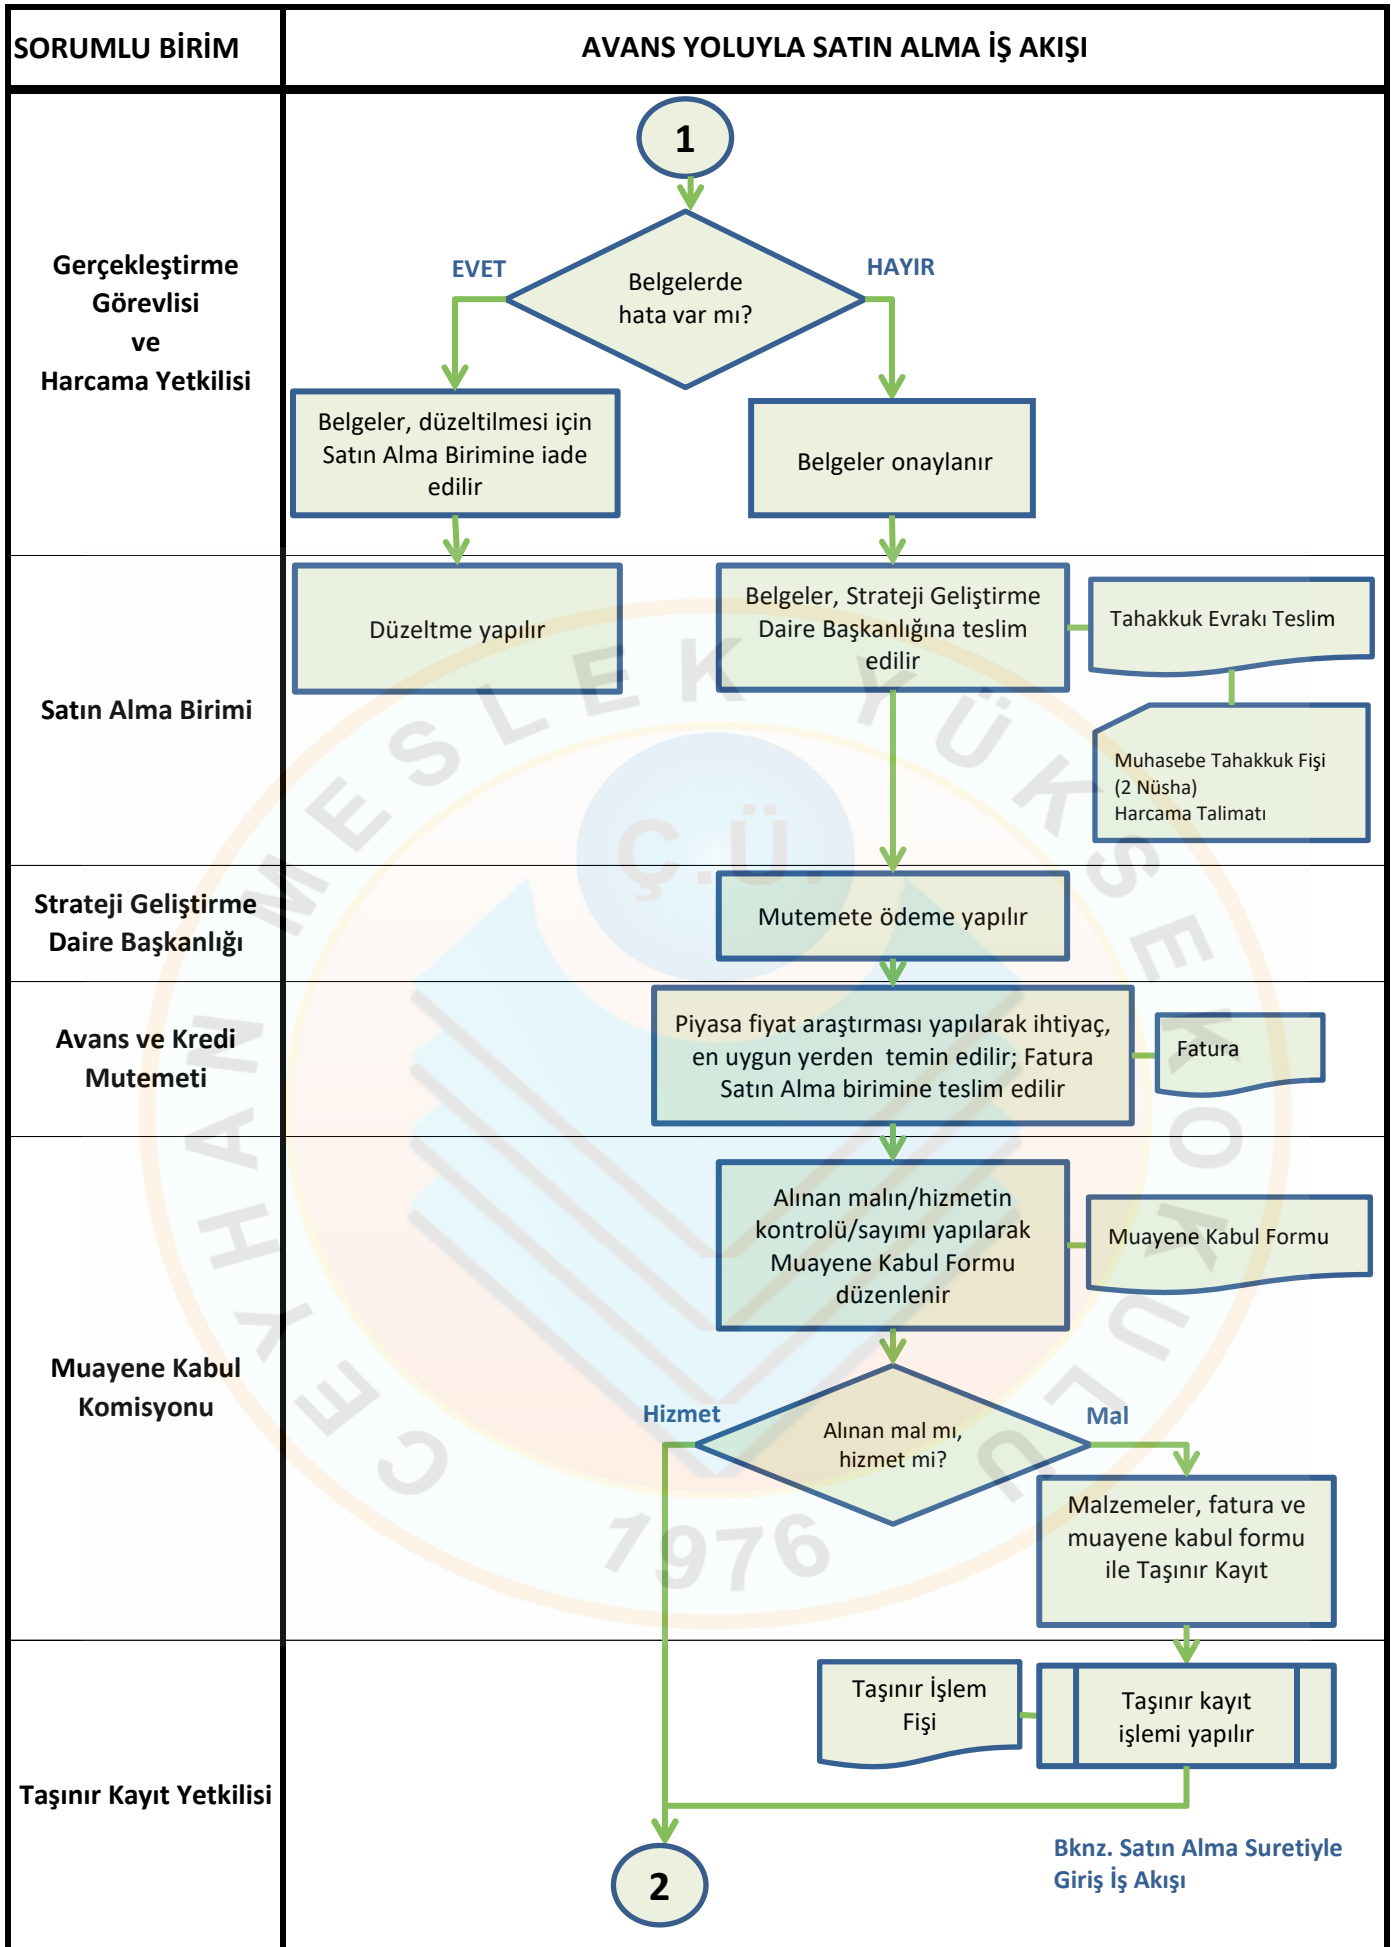 SORUMLU BİRİM
AVANS YOLUYLA SATIN ALMA İŞ AKIŞI
1
Gerçekleştirme
Görevlisi
ve
Harcama Yetkilisi
EVET
HAYIR
Belgelerde
hata var mı?
Belgeler, düzeltilmesi için
Satın Alma Birimine iade
edilir
Belgeler onaylanır
Satın Alma Birimi
Düzeltme yapılır
Belgeler, Strateji Geliştirme
Daire Başkanlığına teslim
edilir
Tahakkuk Evrakı Teslim
Muhasebe Tahakkuk Fişi
(2 Nüsha)
Harcama Talimatı
Strateji Geliştirme
Daire Başkanlığı
Mutemete ödeme yapılır
Avans ve Kredi
Mutemeti
Piyasa fiyat araştırması yapılarak ihtiyaç,
en uygun yerden  temin edilir; Fatura
Satın Alma birimine teslim edilir
Fatura
Muayene Kabul
Komisyonu
Alınan malın/hizmetin
kontrolü/sayımı yapılarak
Muayene Kabul Formu
düzenlenir
Muayene Kabul Formu
Hizmet
Mal
Alınan mal mı,
hizmet mi?
Malzemeler, fatura ve
muayene kabul formu
ile Taşınır Kayıt
Taşınır Kayıt Yetkilisi
Taşınır İşlem
Fişi
Taşınır kayıt
işlemi yapılır
2
Bknz. Satın Alma Suretiyle
Giriş İş Akışı
CEYHAN MESLEK YÜKSEKOKULU
Ç.Ü.
1976